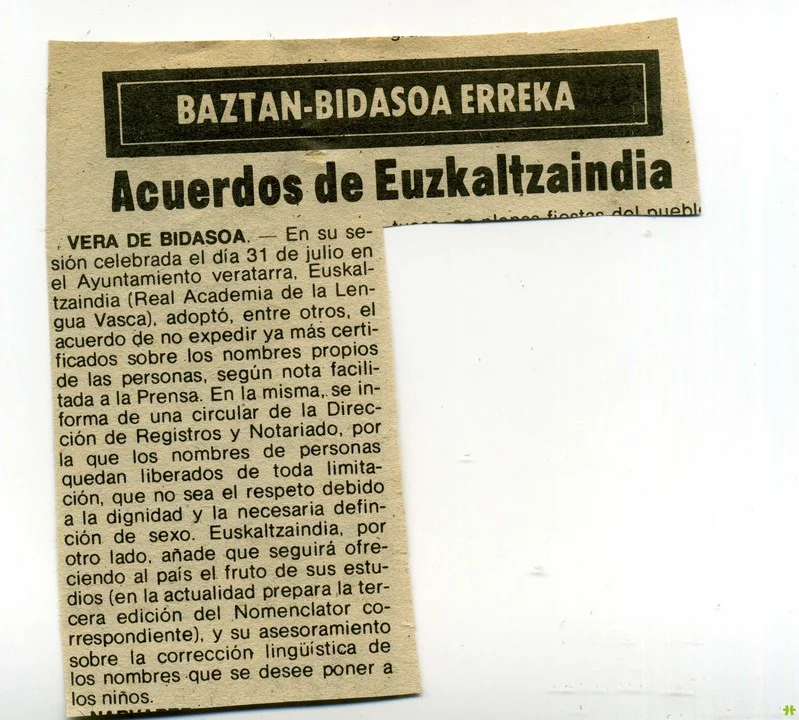 BAZTAN-BIDASOA ERREKA
Acuerdos de Euzkaltzaindia
en plenas fiestas del puebl
VERA DE BIDASOA. — En su se-
sión celebrada el día 31 de julio en
el Ayuntamiento veratarra, Euskal-
tzaindia (Real Academia de la Len-
gua Vasca), adoptó, entre otros, el
acuerdo de no expedir ya más certi-
ficados sobre los nombres propios
de las personas, según nota facili-
tada a la Prensa. En la misma, se in-
forma de una circular de la Direc-
ción de Registros y Notariado, por
la que los nombres de personas
quedan liberados de toda limita-
ción, que no sea el respeto debido
a la dignidad y la necesaria defin-
ción de sexo. Euskaltzaindia, por
otro lado, añade que seguirá ofre-
ciendo al país el fruto de sus estu-
dios (en la actualidad prepara la ter-
cera edición del Nomenclator co-
rrespondiente), y su asesoramiento
sobre la corrección lingüística de
los nombres que se desee poner a
los niños.